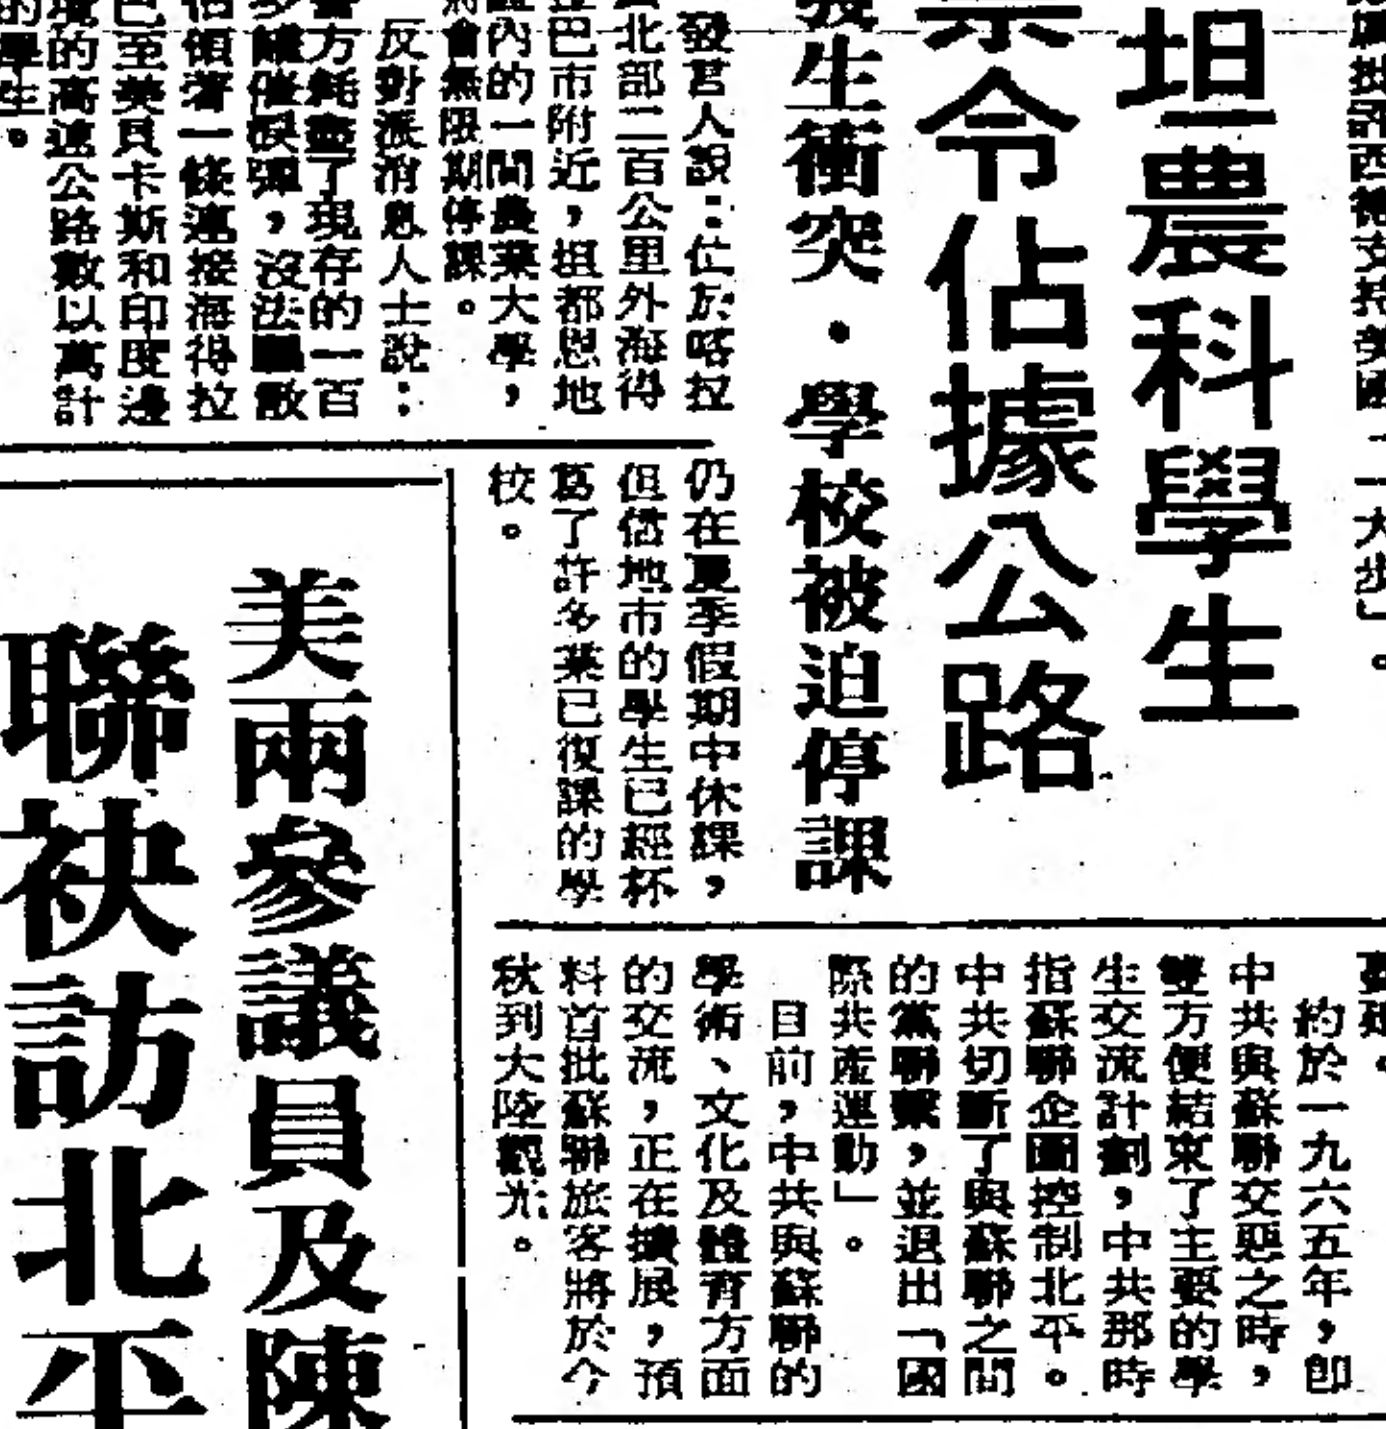 坦農科學生
禁令佔據公路
發生衝突．學校被迫停課
發言人說：位於喀拉
北部二百公里外海得
巴市附近，坦都恩地
內的一間農業大學，
將會無限期停課。
反對派消息人士說：
警方耗盡了現存的一百
多罐催淚彈，沒法驅散
佔領著一條連接海得拉
巴至美貝卡斯和印度邊
境的高速公路數以萬計
的學生。
仍在夏季假期中休課，
但信地市的學生已經杯
葛了許多業已復課的學
校。
批評西德支持美國「一大步」。
約於一九六五年，即
中共與蘇聯交惡之時，
雙方便結束了主要的學
生交流計劃，中共那時
指蘇聯企圖控制北平。
中共切斷了與蘇聯之間
的黨聯繫，並退出「國
際共產運動」。
目前，中共與蘇聯的
學術、文化及體育方面
的交流，正在擴展，預
料首批蘇聯旅客將於今
秋到大陸觀光。
美兩參議員及陳
聯袂訪北平